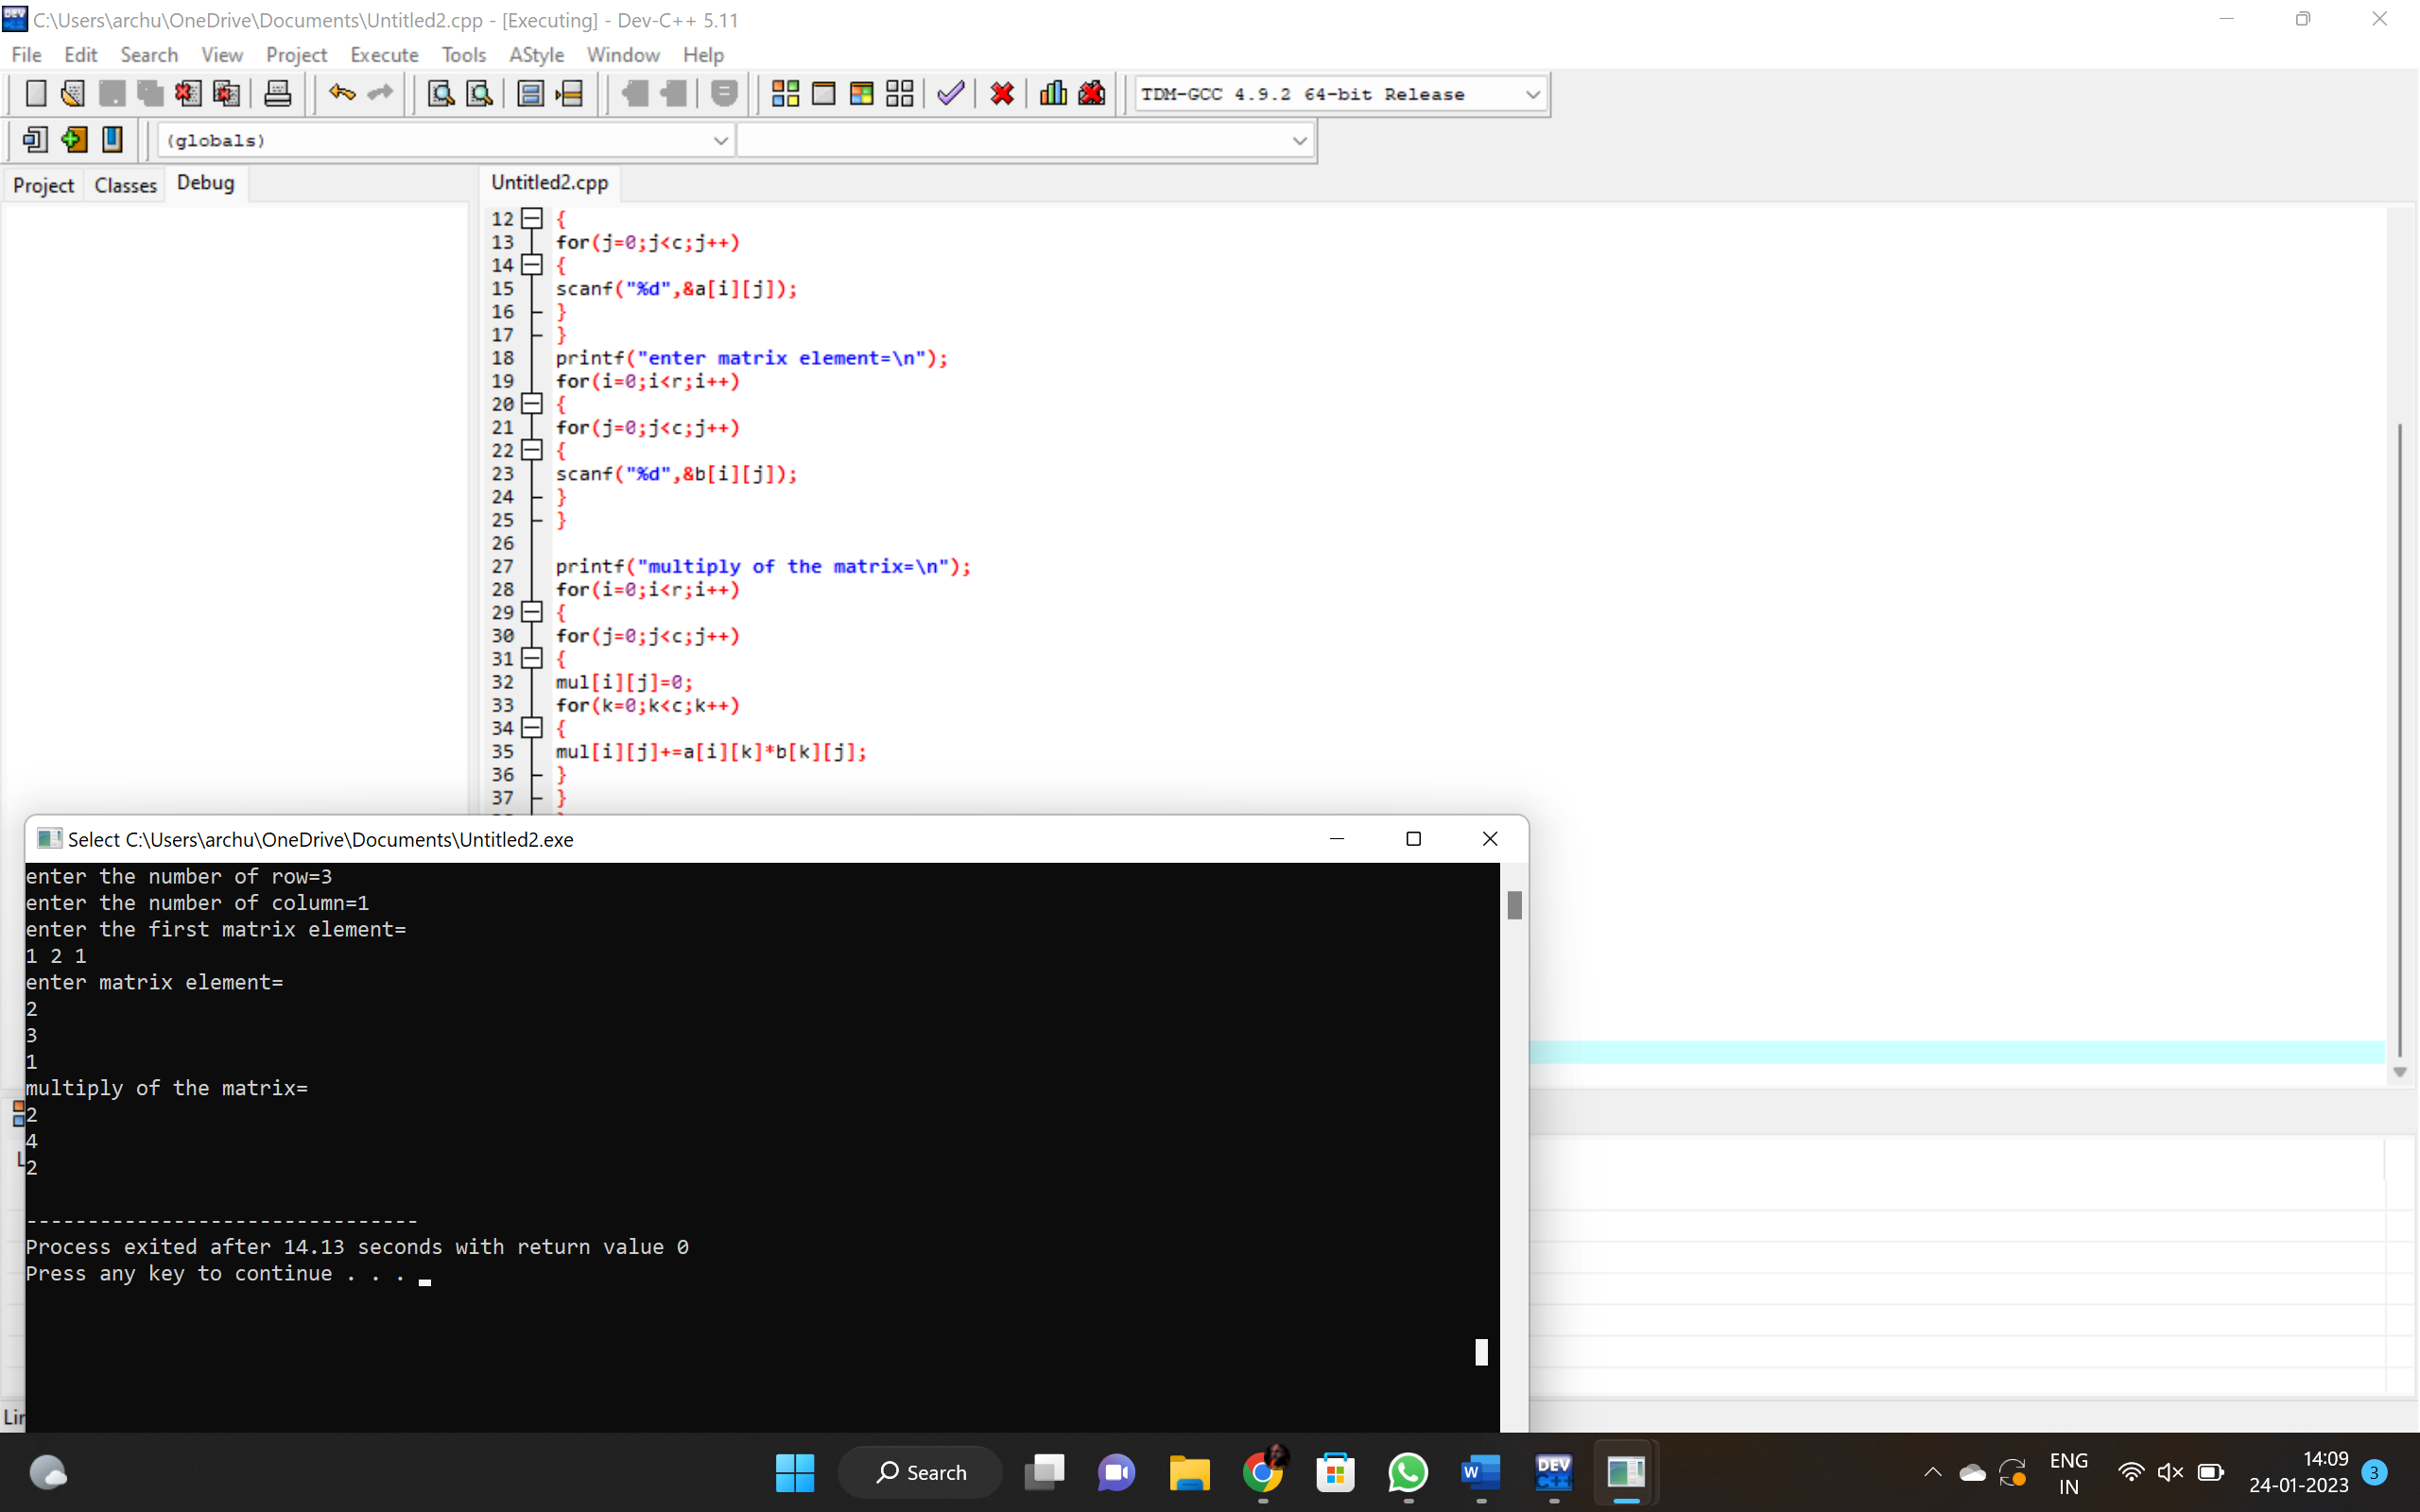 C:\Users\archu\OneDrive\Documents\Untitled2.cpp - [Executing] - Dev-C++ 5.11
File Edit Search View Project Execute Tools AStyle Window Help
TDM-GCC 4.9.2 64-bit Release
(globals)
Project Classes Debug
Untitled2.cpp
12 {
13 for(j=0;j<c;j++)
14 {
15 scanf("%d",&a[i][j]);
16 }
17 }
18 printf("enter matrix element=\n");
19 for(i=0;i<r;i++)
20 {
21 for(j=0;j<c;j++)
22 {
23 scanf("%d",&b[i][j]);
24 }
25 }
26
27 printf("multiply of the matrix=\n");
28 for(i=0;i<r;i++)
29 {
30 for(j=0;j<c;j++)
31 {
32 mul[i][j]=0;
33 for(k=0;k<c;k++)
34 {
35 mul[i][j]+=a[i][k]*b[k][j];
36 }
37 }
Select C:\Users\archu\OneDrive\Documents\Untitled2.exe
enter the number of row=3
enter the number of column=1
enter the first matrix element=
1 2 1
enter matrix element=
2
3
1
multiply of the matrix=
2
4
2
--------------------------------
Process exited after 14.13 seconds with return value 0
Press any key to continue . . .
Search
DEV
C++
W
ENG
IN
14:09
24-01-2023
3